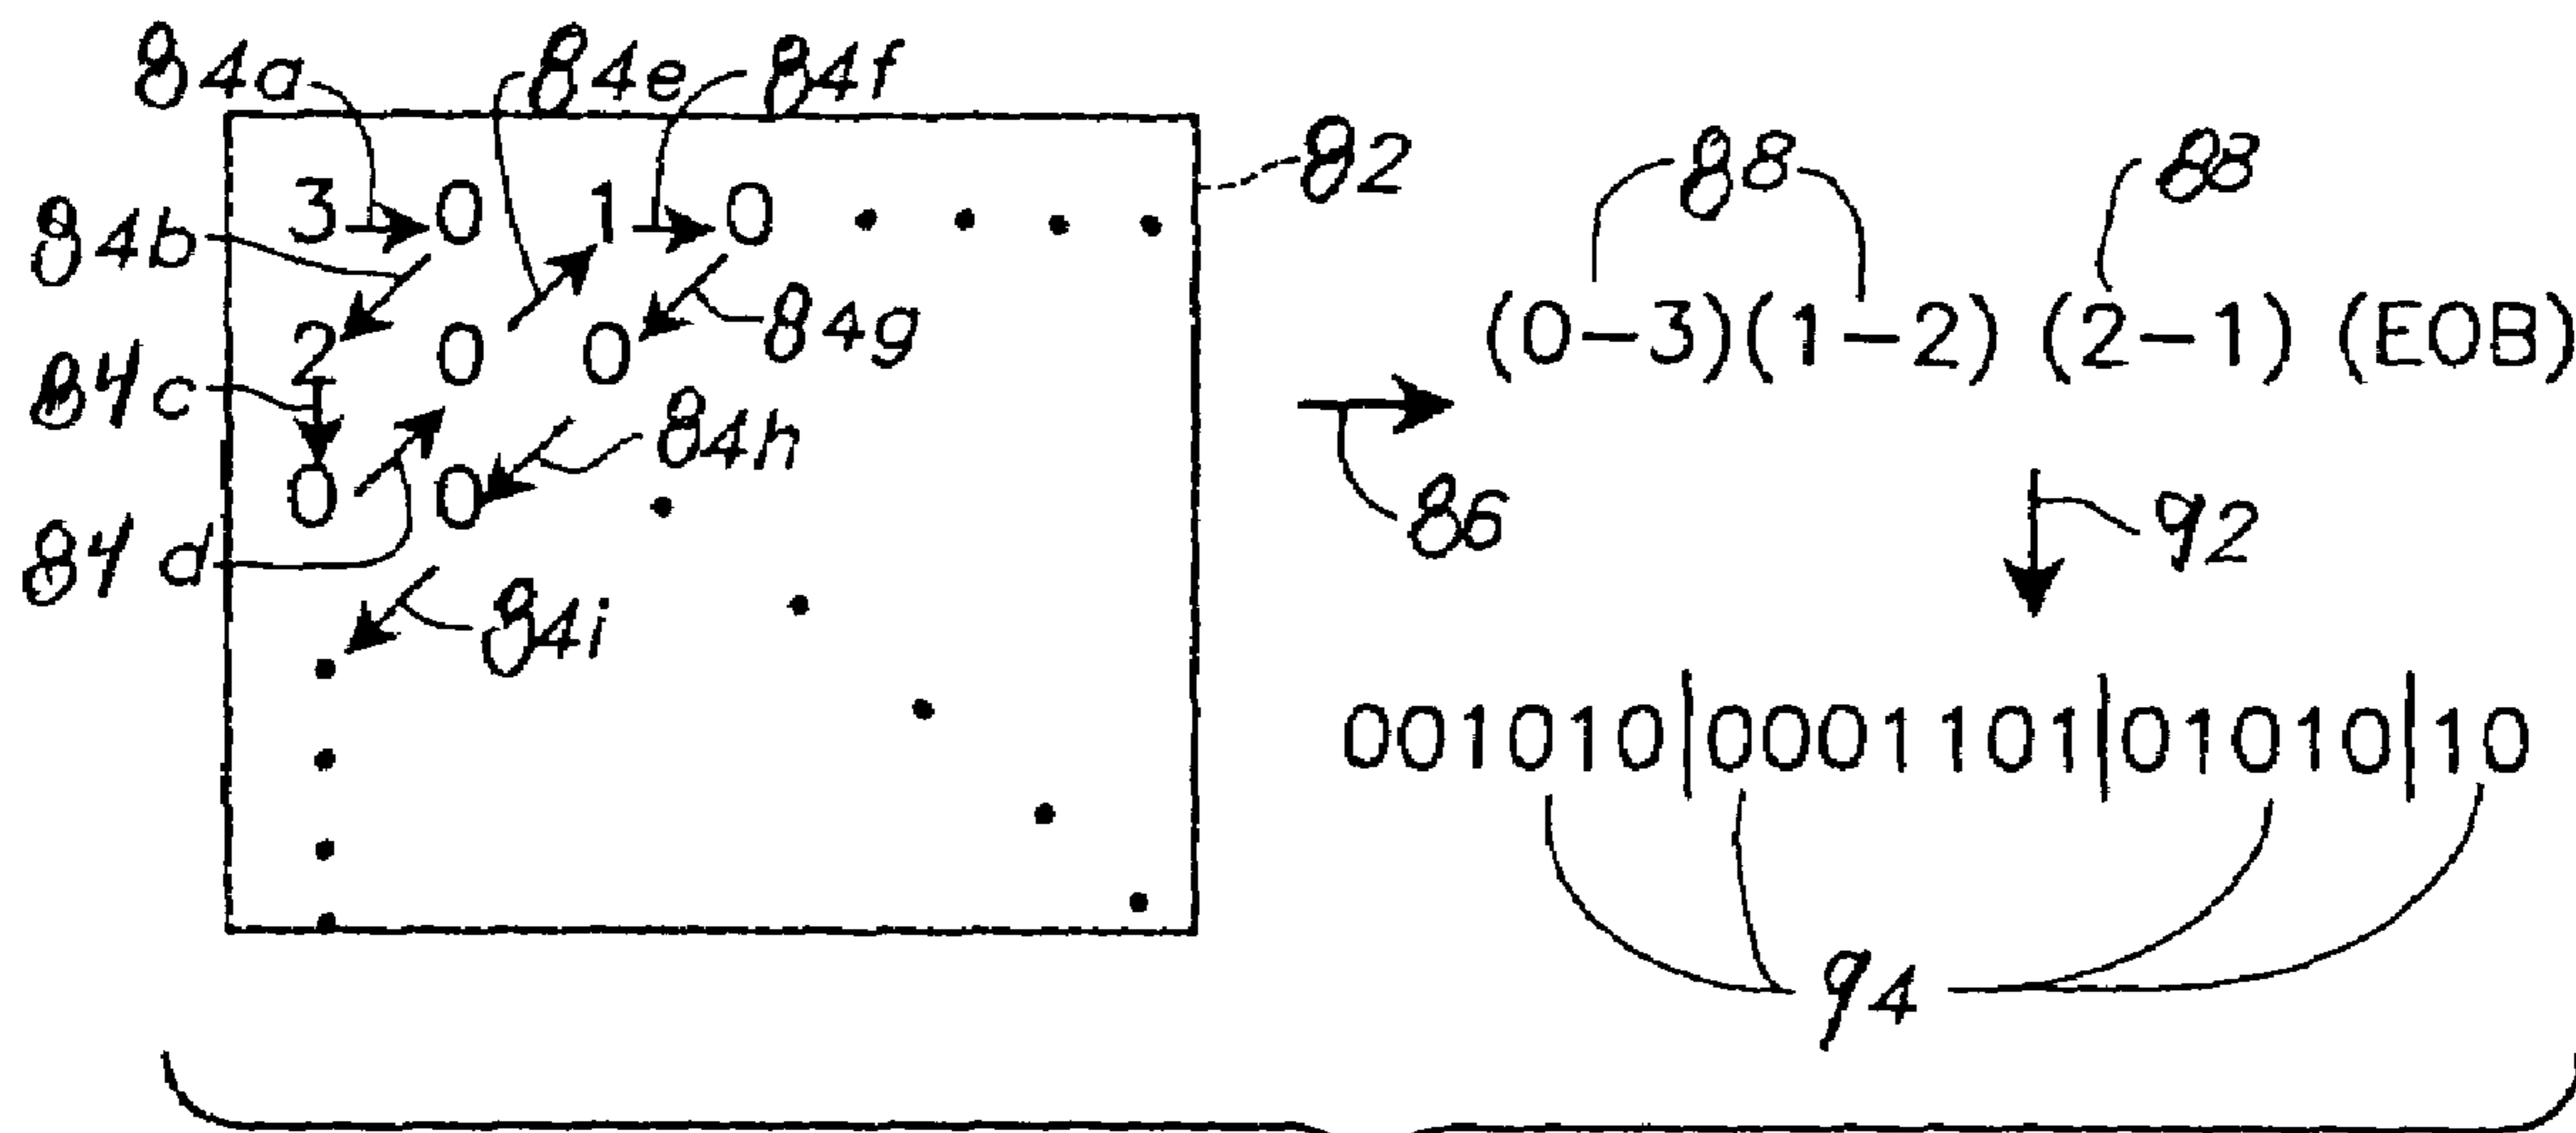 84a 84e 84f
3 0 1 0 . . . . 82 88 88
84b
2 0 0 84g (0-3)(1-2) (2-1) (EOB)
84c 84h
0 0 86 92
84d
84i
001010|0001101|01010|10
94